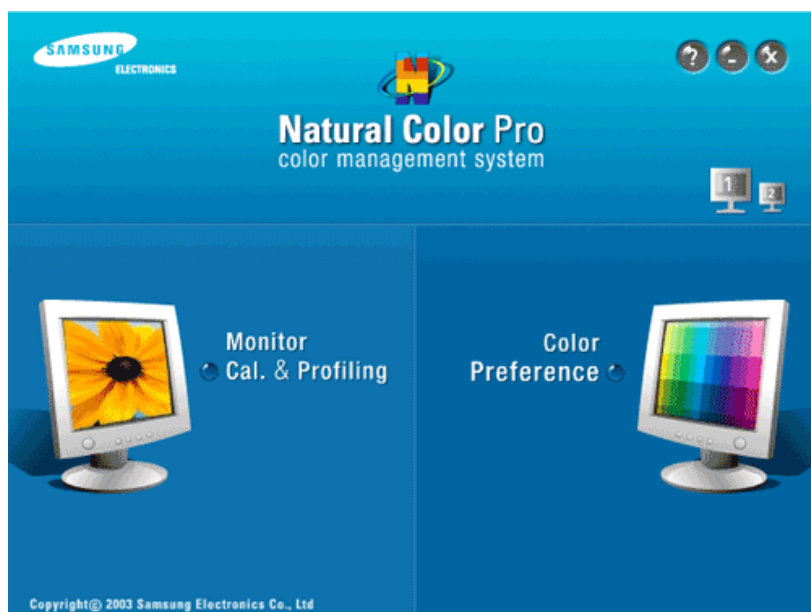 SAMSUNG
ELECTRONICS
? - x
N
Natural Color Pro
color management system
1
2
Monitor
Cal. & Profiling
Color
Preference
Copyright© 2003 Samsung Electronics Co., Ltd